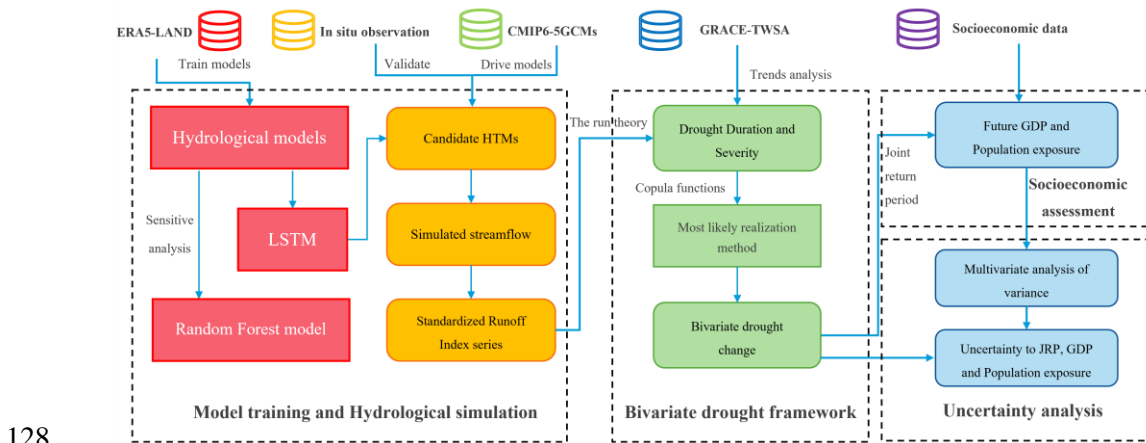 ERA5-LAND
In situ observation
CMIP6-5GCMs
GRACE-TWSA
Socioeconomic data
Train models
Validate
Drive models
Trends analysis
Hydrological models
Candidate HTMs
The run theory
Drought Duration and
Severity
Future GDP and
Population exposure
Joint
return
period
Copula functions
Socioeconomic
assessment
Sensitive
analysis
LSTM
Simulated streamflow
Most likely realization
method
Multivariate analysis of
variance
Random Forest model
Standardized Runoff
Index series
Bivariate drought
change
Uncertainty to JRP, GDP
and Population exposure
Model training and Hydrological simulation
Bivariate drought framework
Uncertainty analysis
128